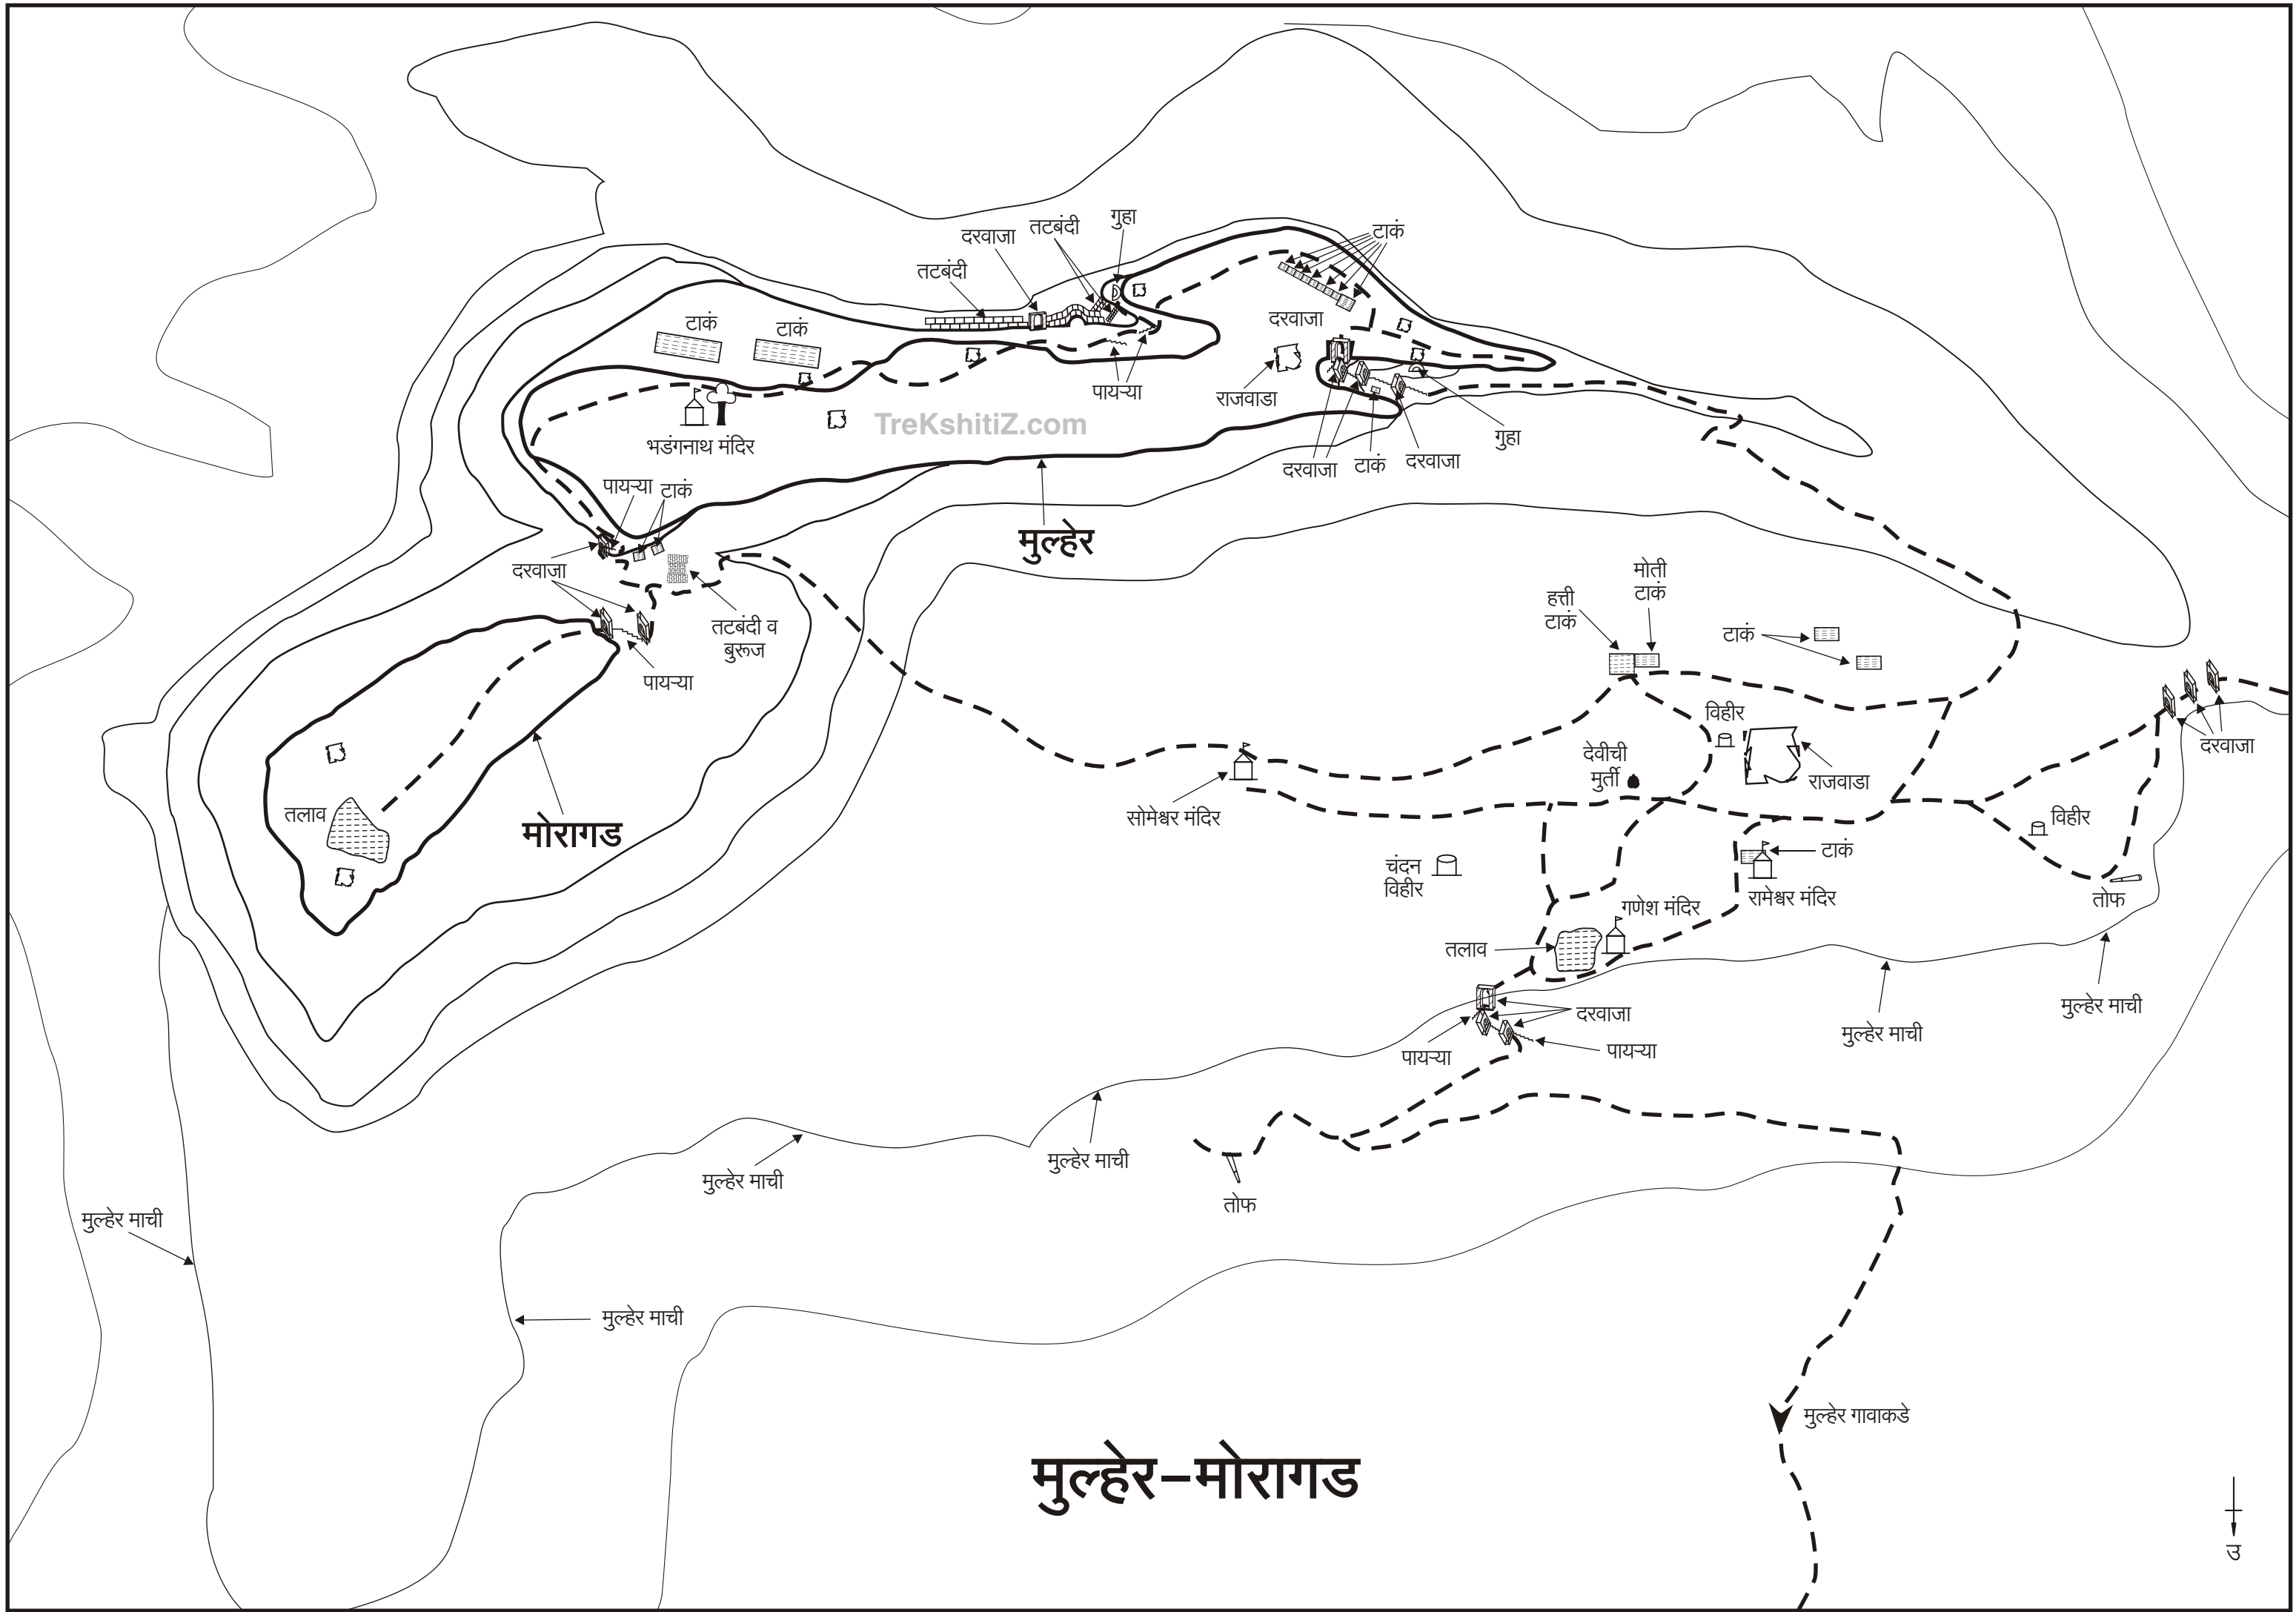 गुहा
तटबंदी
टाकं
दरवाजा
तटबंदी
टाकं
टाकं
दरवाजा
पायऱ्या
राजवाडा
TreKshitiZ.com
भडंगनाथ मंदिर
गुहा
दरवाजा
टाकं
दरवाजा
पायऱ्या
टाकं
मुल्हेर
दरवाजा
मोती
टाकं
हत्ती
टाकं
तटबंदी व
बुरूज
टाकं
पायऱ्या
विहीर
दरवाजा
देवीची
मुर्ती
राजवाडा
तलाव
सोमेश्वर मंदिर
विहीर
मोरागड
टाकं
चंदन
विहीर
रामेश्वर मंदिर
तोफ
गणेश मंदिर
तलाव
मुल्हेर माची
दरवाजा
मुल्हेर माची
पायऱ्या
पायऱ्या
मुल्हेर माची
मुल्हेर माची
तोफ
मुल्हेर माची
मुल्हेर माची
मुल्हेर गावाकडे
मुल्हेर–मोरागड
उ